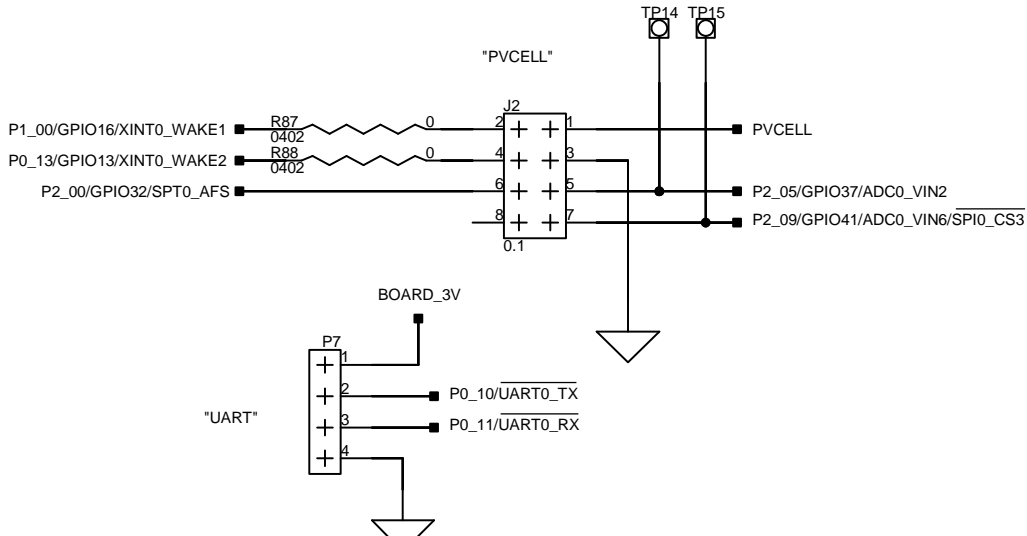 TP14 TP15
"PVCELL"
J2
P1_00/GPIO16/XINT0_WAKE1 R87 0 2 1 PVCELL
0402
P0_13/GPIO13/XINT0_WAKE2 R88 0 4 3
0402
P2_00/GPIO32/SPT0_AFS 6 5 P2_05/GPIO37/ADC0_VIN2
8 7 P2_09/GPIO41/ADC0_VIN6/SPI0_CS3
0.1
BOARD_3V
P7
1
2 P0_10/UART0_TX
"UART"
3 P0_11/UART0_RX
4